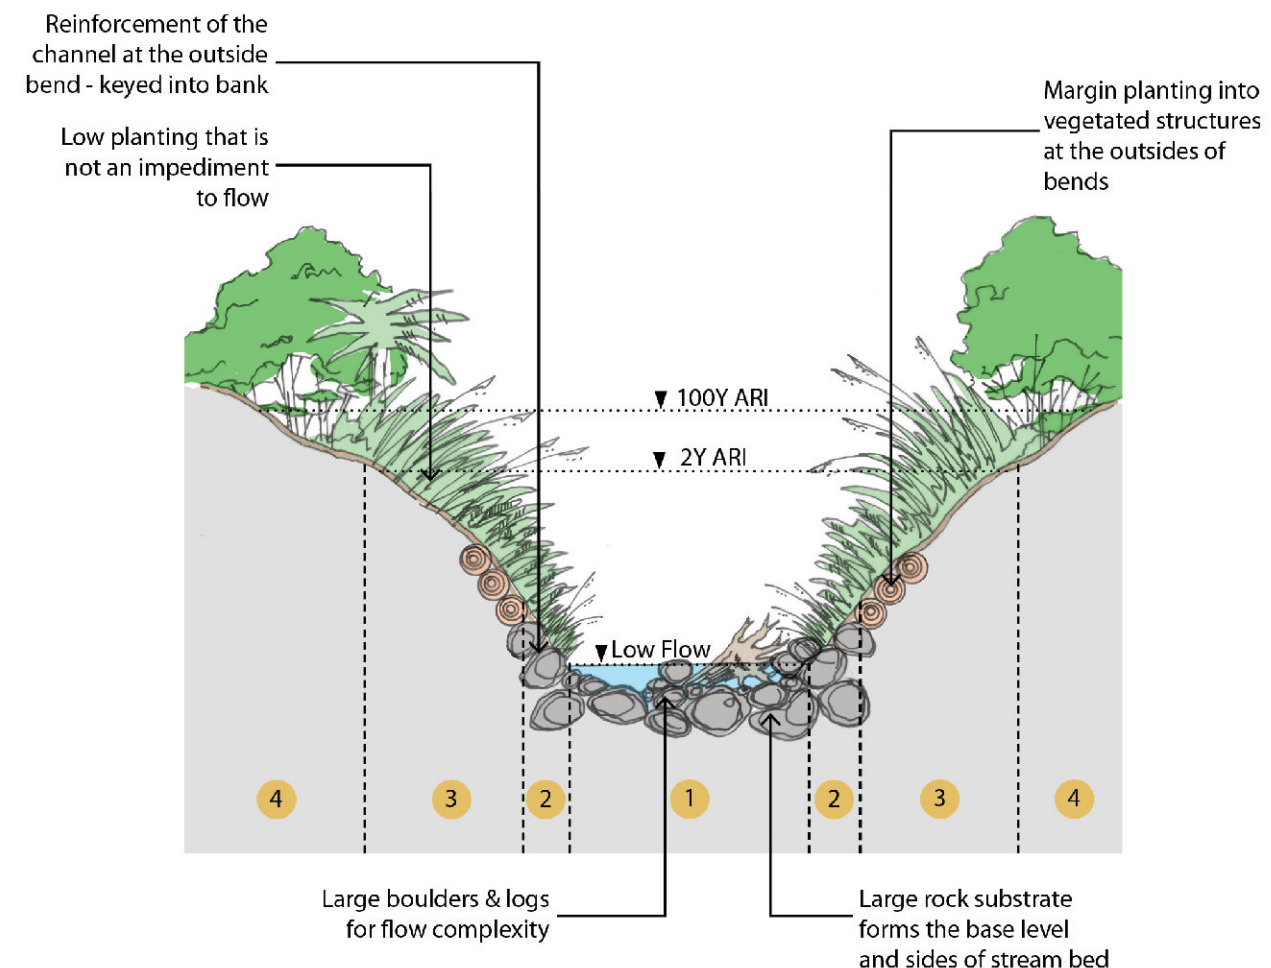 Reinforcement of the
channel at the outside
bend - keyed into bank
Low planting that is
not an impediment
to flow
Margin planting into
vegetated structures
at the outsides of
bends
100Y ARI
2Y ARI
Low Flow
4
3
2
1
2
3
4
Large boulders & logs
for flow complexity
Large rock substrate
forms the base level
and sides of stream bed